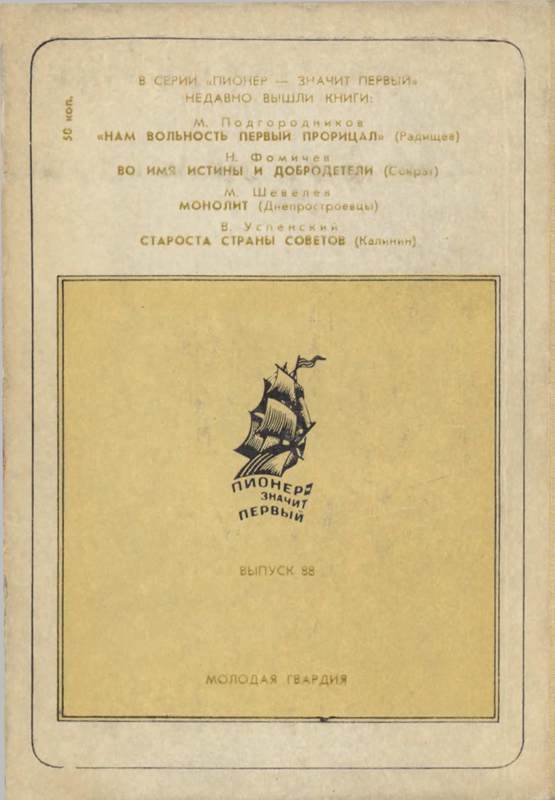 50 коп.
В СЕРИИ «ПИОНЕР — ЗНАЧИТ ПЕРВЫЙ»
НЕДАВНО ВЫШЛИ КНИГИ:
М. Подгородников
«НАМ ВОЛЬНОСТЬ ПЕРВЫЙ ПРОРИЦАЛ» (Радищев)
Н. Фомичев
ВО ИМЯ ИСТИНЫ И ДОБРОДЕТЕЛИ (Сократ)
М. Шевелев
МОНОЛИТ (Днепростроевцы)
В. Успенский
СТАРОСТА СТРАНЫ СОВЕТОВ (Калинин)
ПИОНЕР
ЗНАЧИТ
ПЕРВЫЙ
ВЫПУСК 88
МОЛОДАЯ ГВАРДИЯ